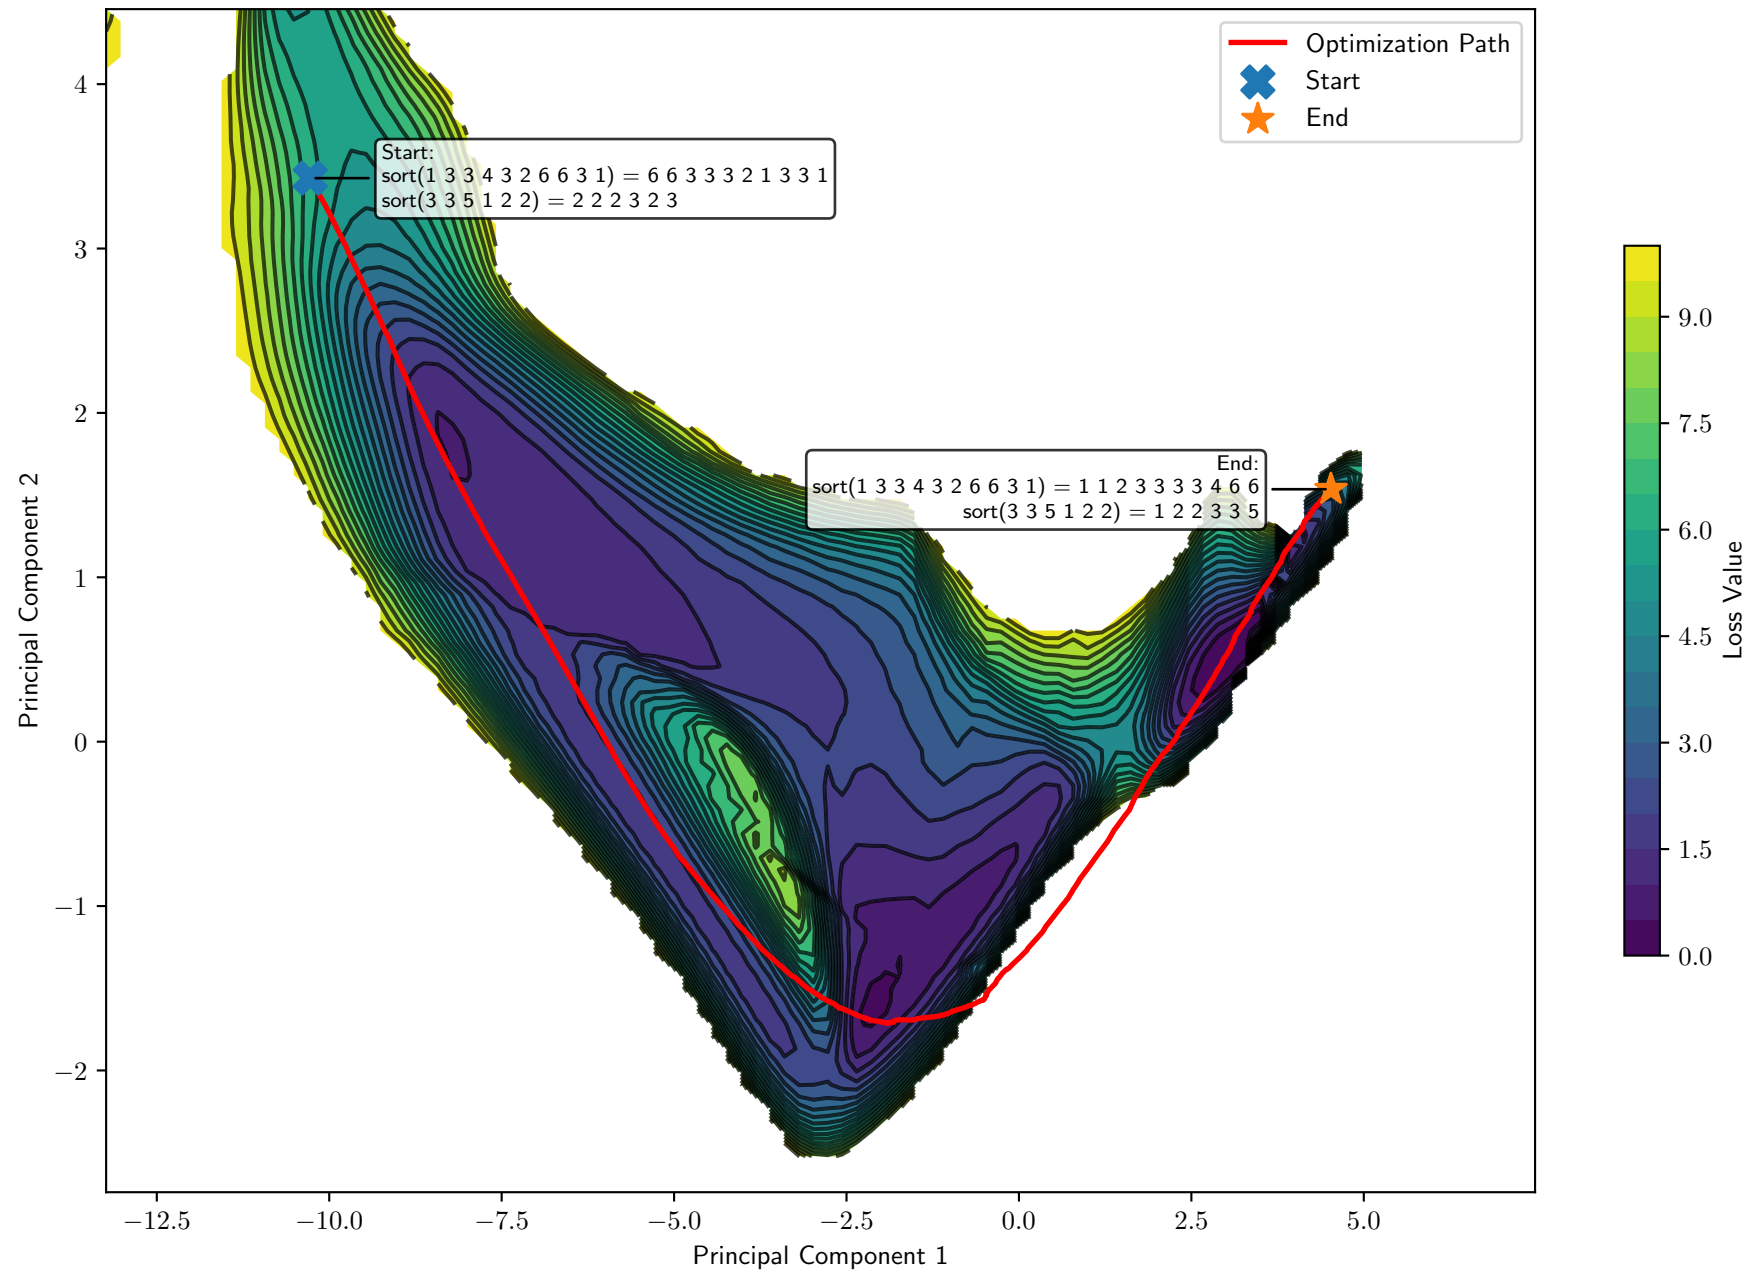 Optimization Path
Start
End
Start:
sort(1 3 3 4 3 2 6 6 3 1) = 6 6 3 3 3 2 1 3 3 1
sort(3 3 5 1 2 2) = 2 2 2 3 2 3
End:
sort(1 3 3 4 3 2 6 6 3 1) = 1 1 2 3 3 3 3 4 6 6
sort(3 3 5 1 2 2) = 1 2 2 3 3 5
4
3
2
1
0
−1
−2
Principal Component 2
−12.5 −10.0 −7.5 −5.0 −2.5 0.0 2.5 5.0
Principal Component 1
9.0
7.5
6.0
4.5
3.0
1.5
0.0
Loss Value